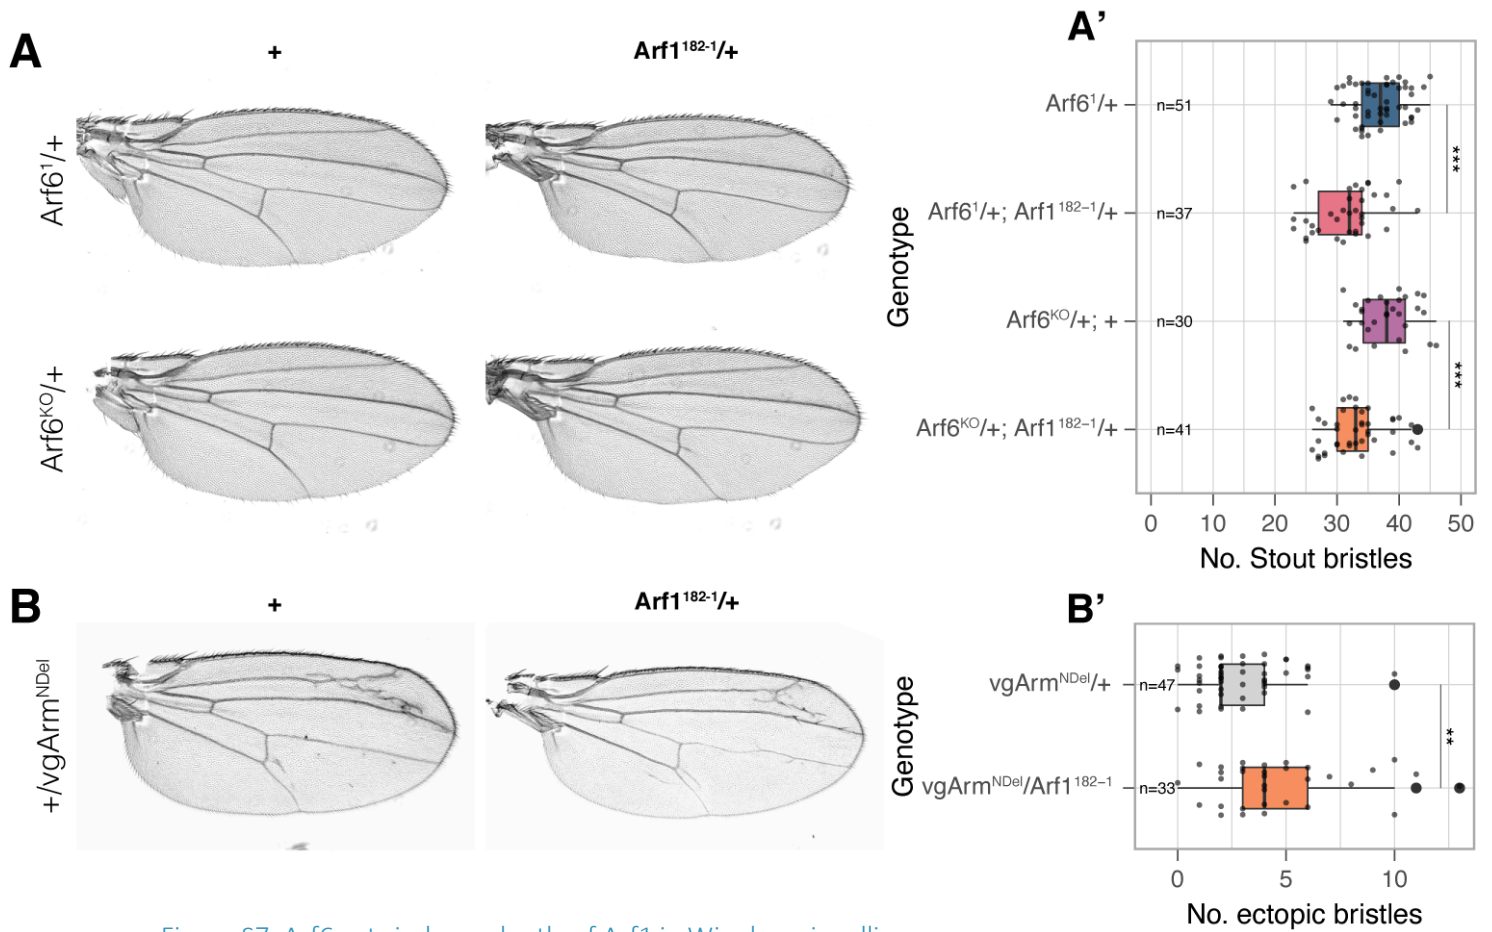 A
+
Arf1¹⁸²⁻¹/+
Arf6¹/+
Arf6ᴷᴼ/+
A’
Genotype
Arf6¹/+
n=51
Arf6¹/+; Arf1¹⁸²⁻¹/+
n=37
***
Arf6ᴷᴼ/+; +
n=30
Arf6ᴷᴼ/+; Arf1¹⁸²⁻¹/+
n=41
***
0 10 20 30 40 50
No. Stout bristles
B
+
Arf1¹⁸²⁻¹/+
+/vgArmᴺᴰᵉˡ
B’
Genotype
vgArmᴺᴰᵉˡ/+
n=47
vgArmᴺᴰᵉˡ/Arf1¹⁸²⁻¹
n=33
**
0 5 10
No. ectopic bristles